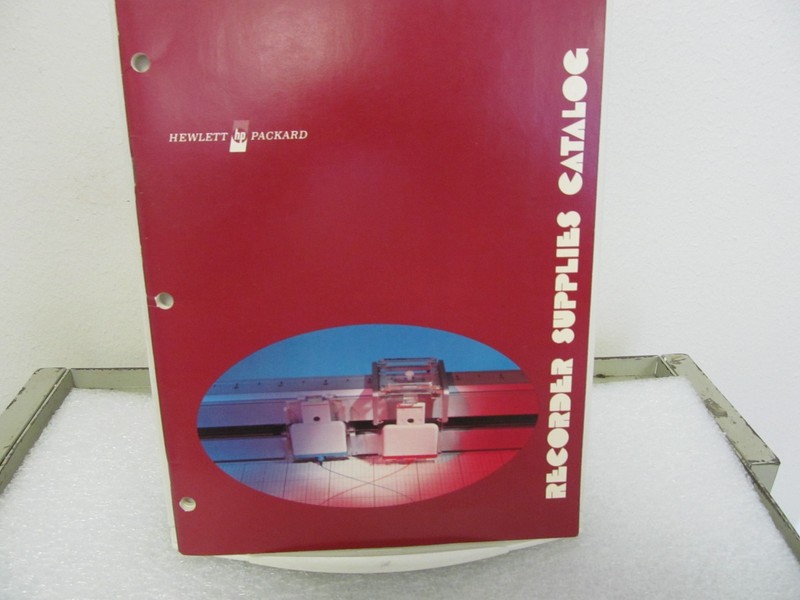 HEWLETT hp PACKARD
RECORDER SUPPLIES CATALOG